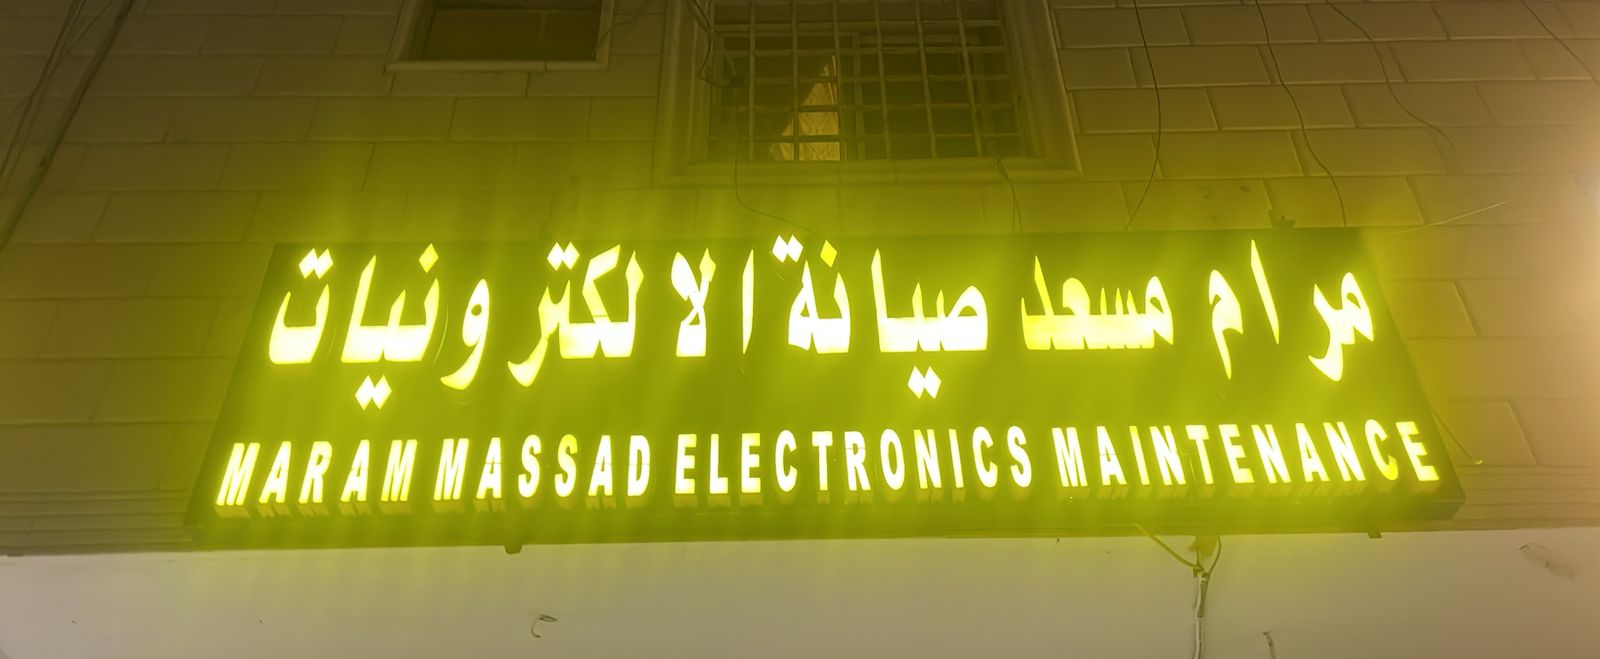 مرام مسعد صيانة الالكترونيات
MARAM MASSAD ELECTRONICS MAINTENANCE